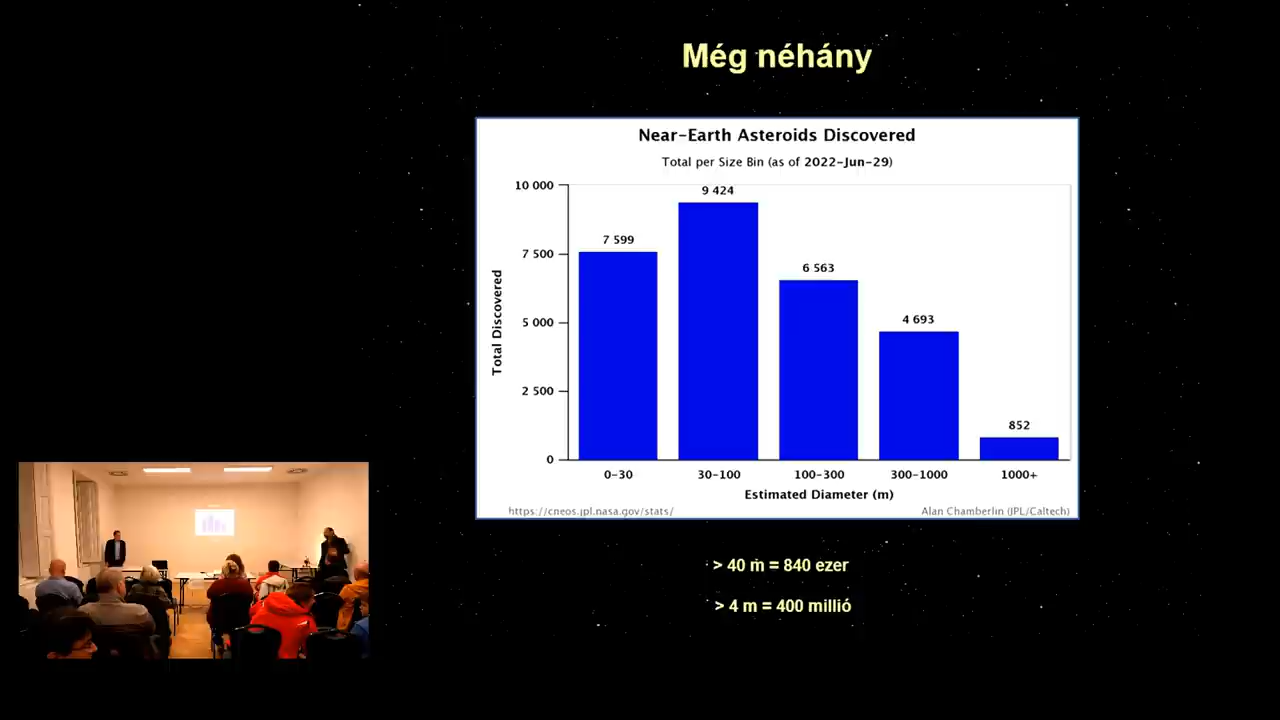 Még néhány
Near-Earth Asteroids Discovered
Total per Size Bin (as of 2022-Jun-29)
10 000
7 500
5 000
2 500
0
Total Discovered
7 599
9 424
6 563
4 693
852
0-30
30-100
100-300
300-1000
1000+
Estimated Diameter (m)
https://cneos.jpl.nasa.gov/stats/
Alan Chamberlin (JPL/Caltech)
> 40 m = 840 ezer
> 4 m = 400 millió